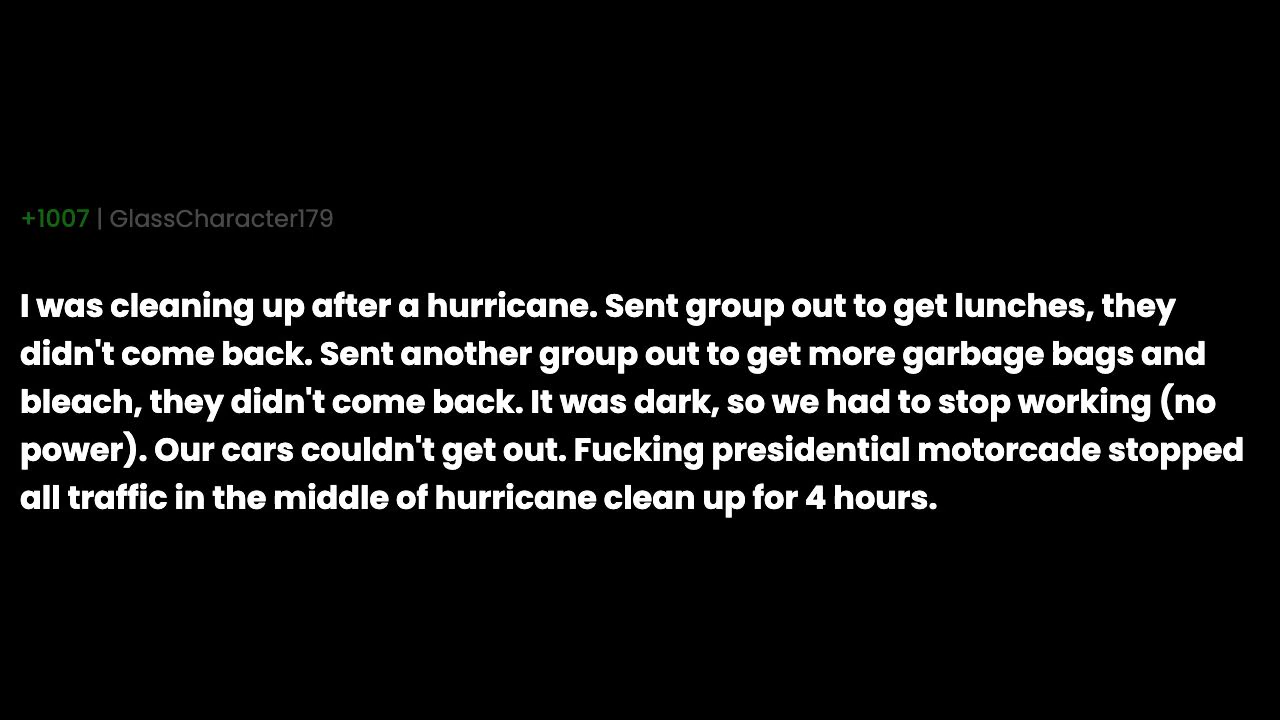 +1007 | GlassCharacter179
I was cleaning up after a hurricane. Sent group out to get lunches, they
didn't come back. Sent another group out to get more garbage bags and
bleach, they didn't come back. It was dark, so we had to stop working (no
power). Our cars couldn't get out. Fucking presidential motorcade stopped
all traffic in the middle of hurricane clean up for 4 hours.